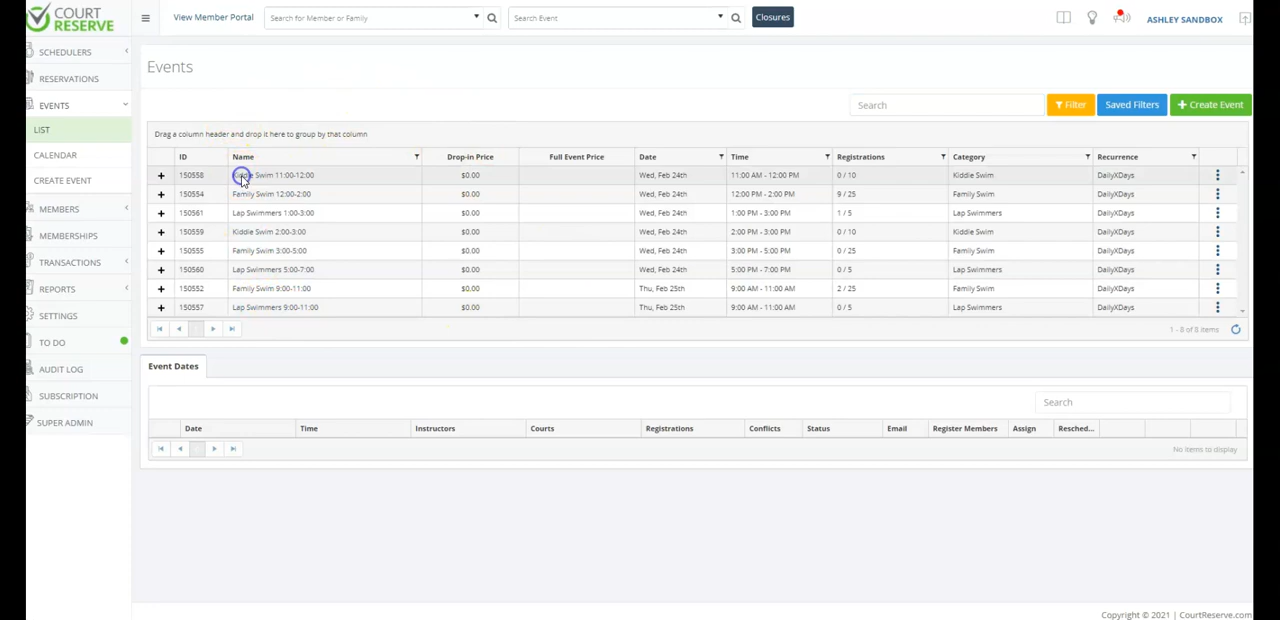 COURT RESERVE
View Member Portal
Search for Member or Family
Search Event
Closures
ASHLEY SANDBOX
SCHEDULERS
RESERVATIONS
EVENTS
LIST
CALENDAR
CREATE EVENT
MEMBERS
MEMBERSHIPS
TRANSACTIONS
REPORTS
SETTINGS
TO DO
AUDIT LOG
SUBSCRIPTION
SUPER ADMIN
Events
Search
Filter
Saved Filters
Create Event
Drag a column header and drop it here to group by that column
ID Name Drop-in Price Full Event Price Date Time Registrations Category Recurrence
150558 Kiddie Swim 11:00-12:00 $0.00 Wed, Feb 24th 11:00 AM - 12:00 PM 0 / 10 Kiddie Swim DailyXDays
150554 Family Swim 12:00-2:00 $0.00 Wed, Feb 24th 12:00 PM - 2:00 PM 9 / 25 Family Swim DailyXDays
150561 Lap Swimmers 1:00-3:00 $0.00 Wed, Feb 24th 1:00 PM - 3:00 PM 1 / 5 Lap Swimmers DailyXDays
150559 Kiddie Swim 2:00-3:00 $0.00 Wed, Feb 24th 2:00 PM - 3:00 PM 0 / 10 Kiddie Swim DailyXDays
150555 Family Swim 3:00-5:00 $0.00 Wed, Feb 24th 3:00 PM - 5:00 PM 0 / 25 Family Swim DailyXDays
150560 Lap Swimmers 5:00-7:00 $0.00 Wed, Feb 24th 5:00 PM - 7:00 PM 0 / 5 Lap Swimmers DailyXDays
150552 Family Swim 9:00-11:00 $0.00 Thu, Feb 25th 9:00 AM - 11:00 AM 2 / 25 Family Swim DailyXDays
150557 Lap Swimmers 9:00-11:00 $0.00 Thu, Feb 25th 9:00 AM - 11:00 AM 0 / 5 Lap Swimmers DailyXDays
1 - 8 of 8 items
Event Dates
Search
Date Time Instructors Courts Registrations Conflicts Status Email Register Members Assign Resched...
No items to display
Copyright © 2021 | CourtReserve.com